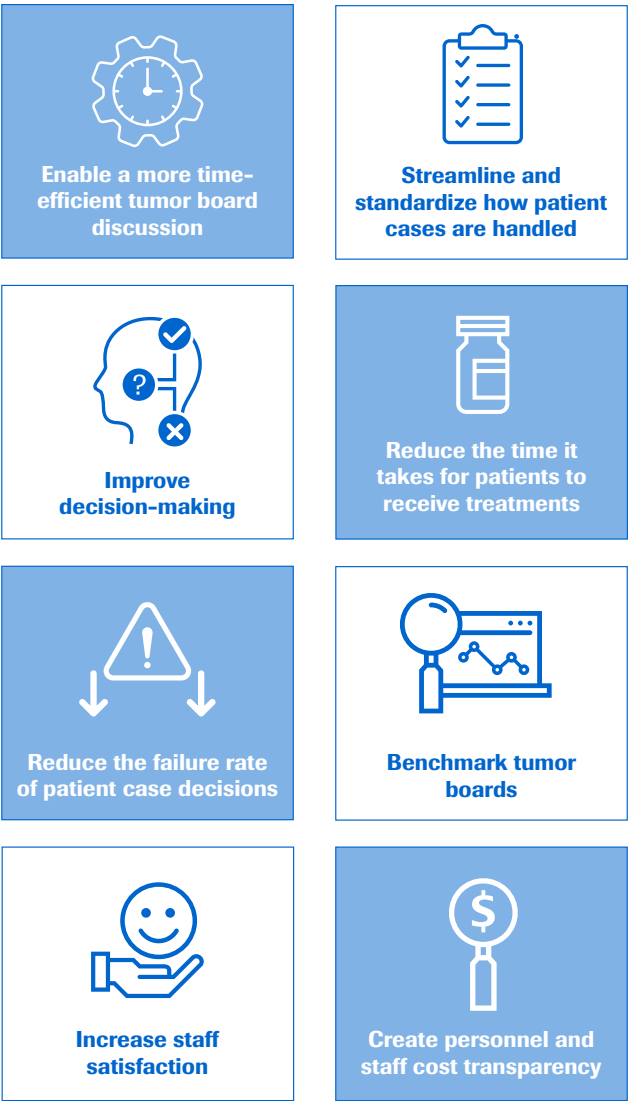 Enable a more time-
efficient tumor board
discussion
Streamline and
standardize how patient
cases are handled
?
Improve
decision-making
Reduce the time it
takes for patients to
receive treatments
!
Reduce the failure rate
of patient case decisions
Benchmark tumor
boards
Increase staff
satisfaction
$
Create personnel and
staff cost transparency